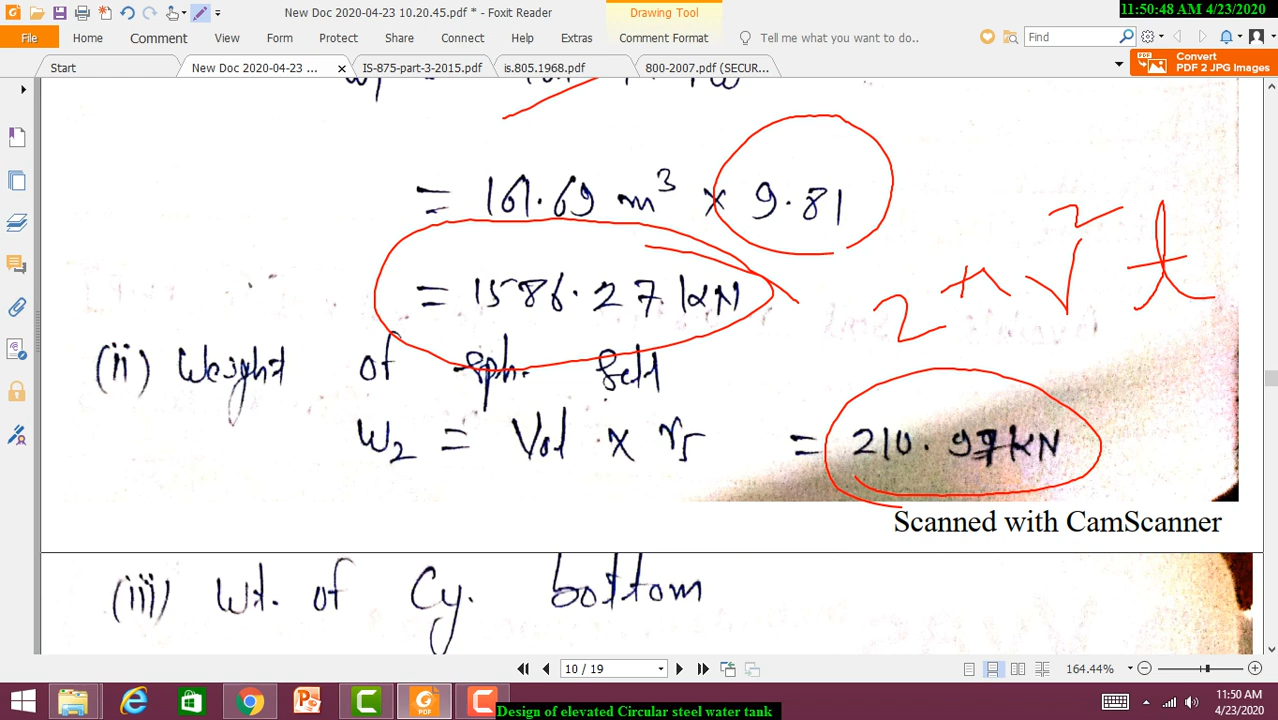 New Doc 2020-04-23 10.20.45.pdf * - Foxit Reader
Drawing Tool
11:50:48 AM 4/23/2020
File Home Comment View Form Protect Share Connect Help Extras Comment Format Tell me what you want to do.. Find
Start New Doc 2020-04-23 ... IS-875-part-3-2015.pdf is.805.1968.pdf 800-2007.pdf (SECUR...
Convert
PDF 2 JPG Images
= 161.69 m³ × 9.81
= 1586.27 kN
2 π r² t
(ii) Weight of sph.
W₂ = Vol × rs = 210.97 kN
Scanned with CamScanner
(iii) Wt. of Cy. bottom
10 / 19
164.44%
Design of elevated Circular steel water tank
11:50 AM
4/23/2020